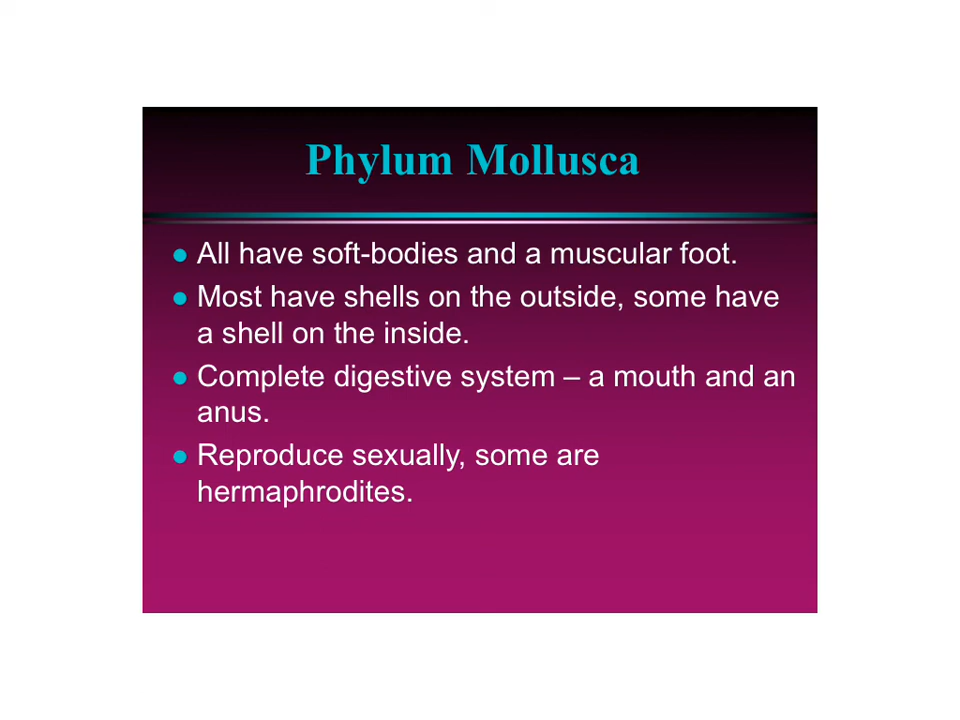 Phylum Mollusca
● All have soft-bodies and a muscular foot.
● Most have shells on the outside, some have
a shell on the inside.
● Complete digestive system – a mouth and an
anus.
● Reproduce sexually, some are
hermaphrodites.